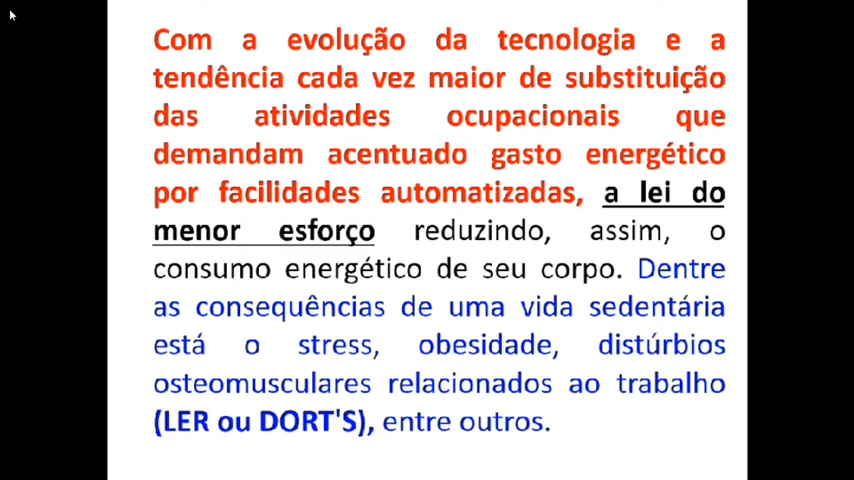 Com a evolução da tecnologia e a
tendência cada vez maior de substituição
das atividades ocupacionais que
demandam acentuado gasto energético
por facilidades automatizadas, a lei do
menor esforço reduzindo, assim, o
consumo energético de seu corpo. Dentre
as consequências de uma vida sedentária
está o stress, obesidade, distúrbios
osteomusculares relacionados ao trabalho
(LER ou DORT'S), entre outros.